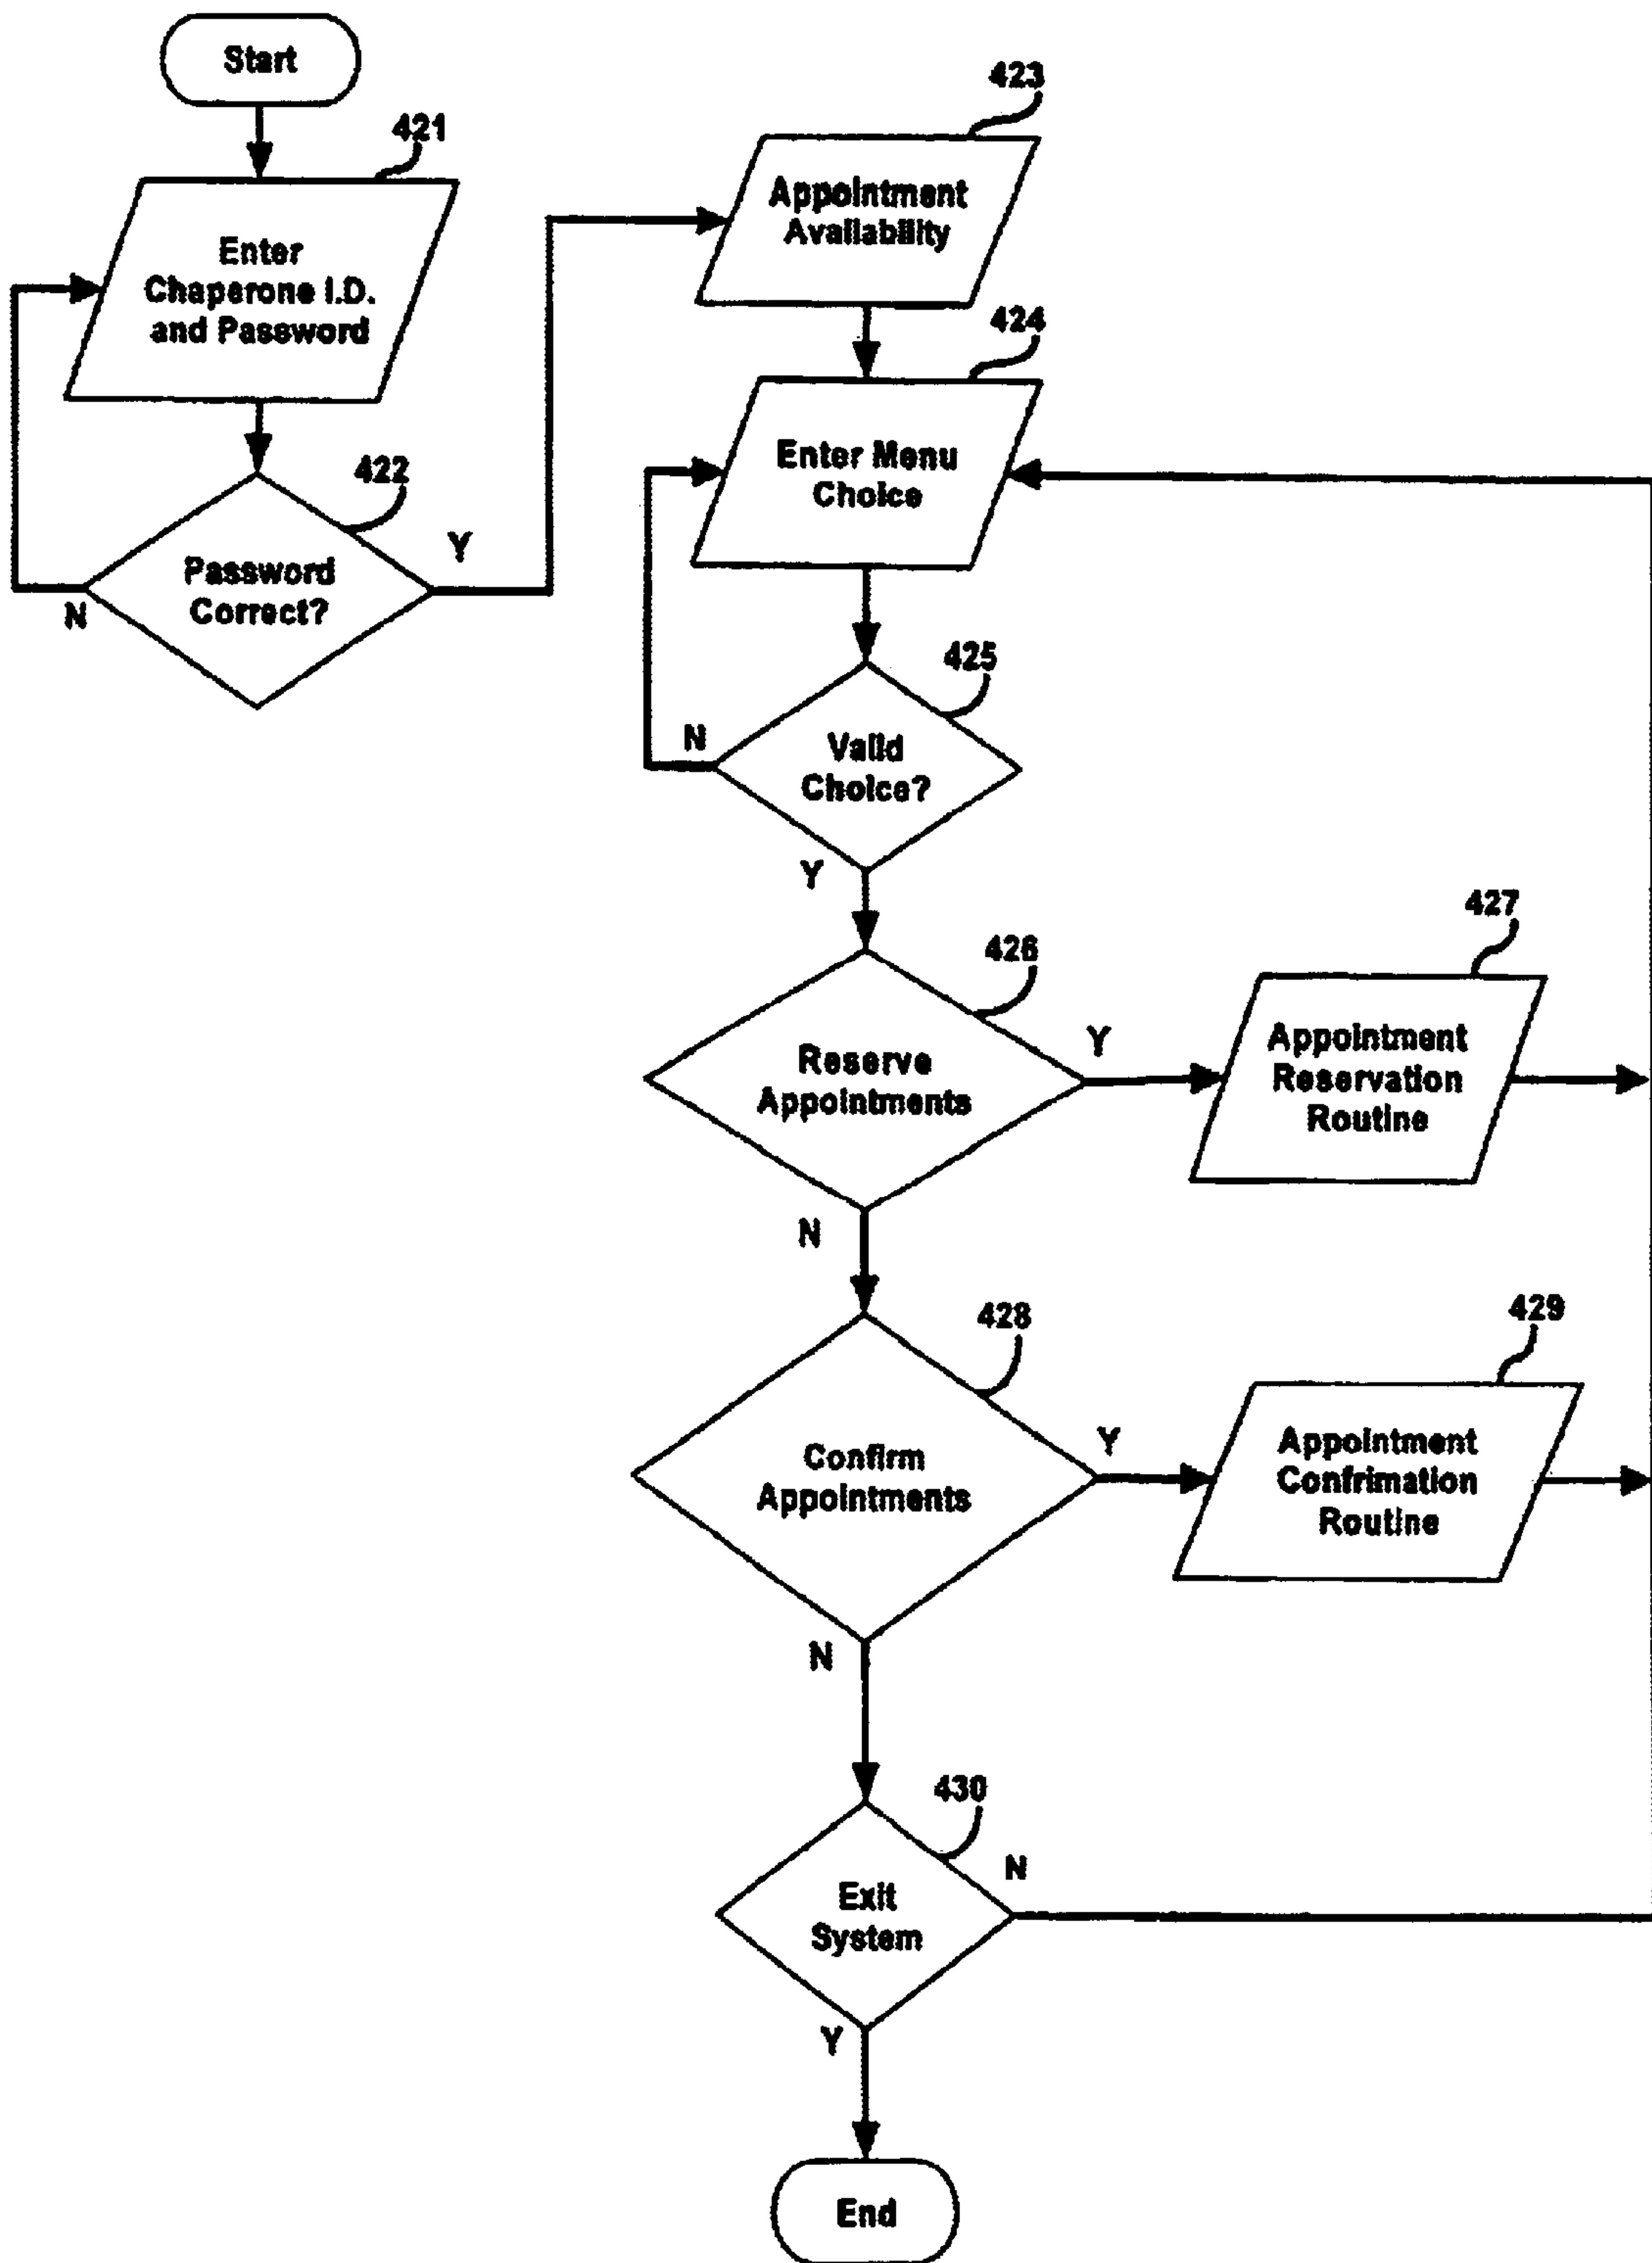 Start
421
Enter
Chaperone I.D.
and Password
422
Password
Correct?
N
Y
423
Appointment
Availability
424
Enter Menu
Choice
425
Valid
Choice?
N
Y
426
Reserve
Appointments
Y
N
427
Appointment
Reservation
Routine
428
Confirm
Appointments
Y
N
429
Appointment
Confrimation
Routine
430
Exit
System
N
Y
End